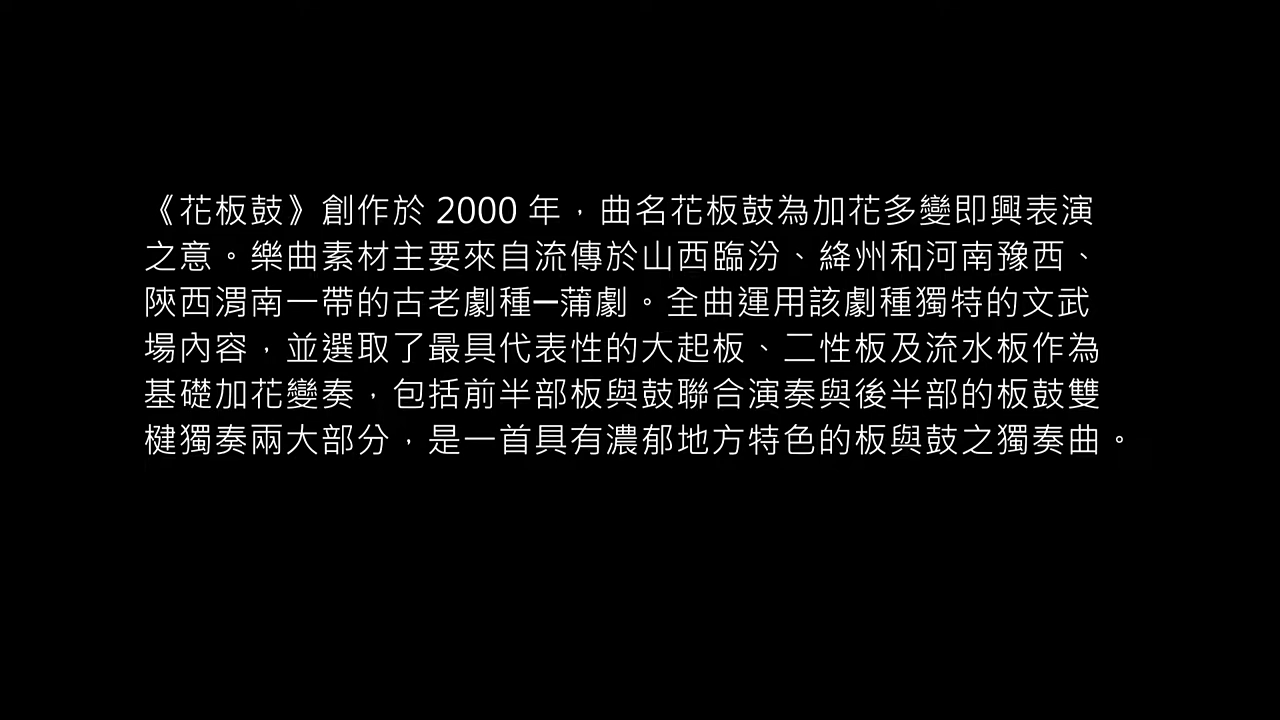 《花板鼓》創作於 2000 年，曲名花板鼓為加花多變即興表演
之意。樂曲素材主要來自流傳於山西臨汾、絳州和河南豫西、
陝西渭南一帶的古老劇種─蒲劇。全曲運用該劇種獨特的文武
場內容，並選取了最具代表性的大起板、二性板及流水板作為
基礎加花變奏，包括前半部板與鼓聯合演奏與後半部的板鼓雙
楗獨奏兩大部分，是一首具有濃郁地方特色的板與鼓之獨奏曲。